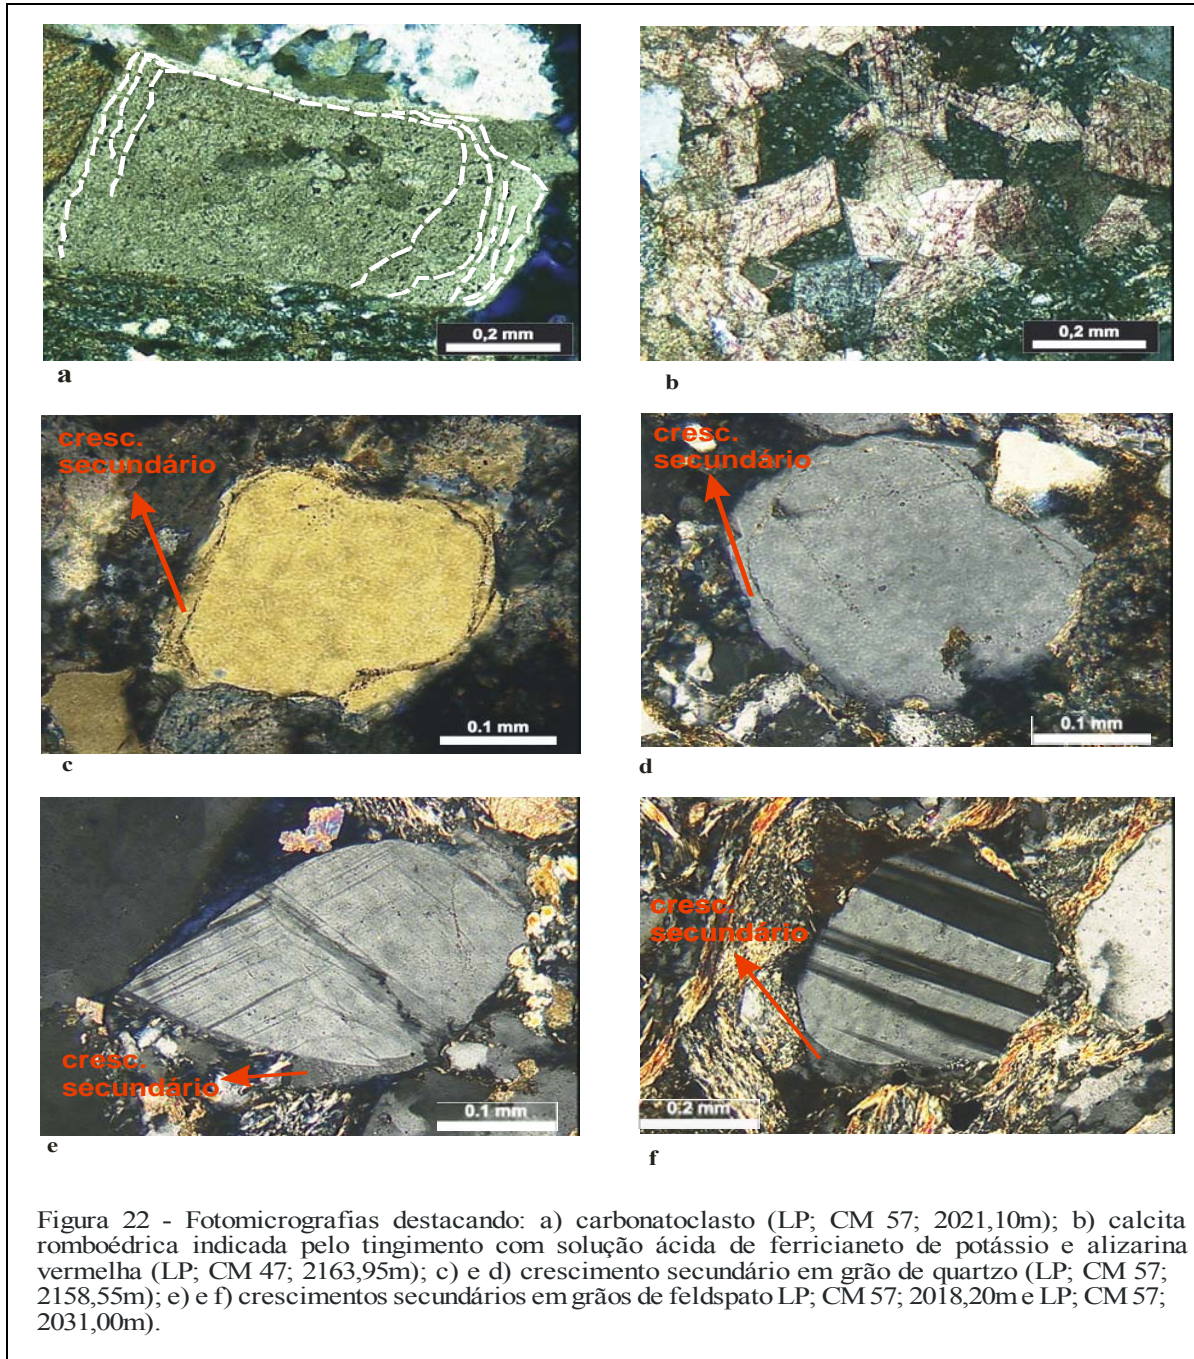 0,2 mm
a
0,2 mm
b
cresc.
secundário
0.1 mm
c
cresc.
secundário
0.1 mm
d
cresc.
secundário
0.1 mm
e
cresc.
secundário
0.2 mm
f
Figura 22 - Fotomicrografias destacando: a) carbonatoclasto (LP; CM 57; 2021,10m); b) calcita
romboédrica indicada pelo tingimento com solução ácida de ferricianeto de potássio e alizarina
vermelha (LP; CM 47; 2163,95m); c) e d) crescimento secundário em grão de quartzo (LP; CM 57;
2158,55m); e) e f) crescimentos secundários em grãos de feldspato LP; CM 57; 2018,20m e LP; CM 57;
2031,00m).